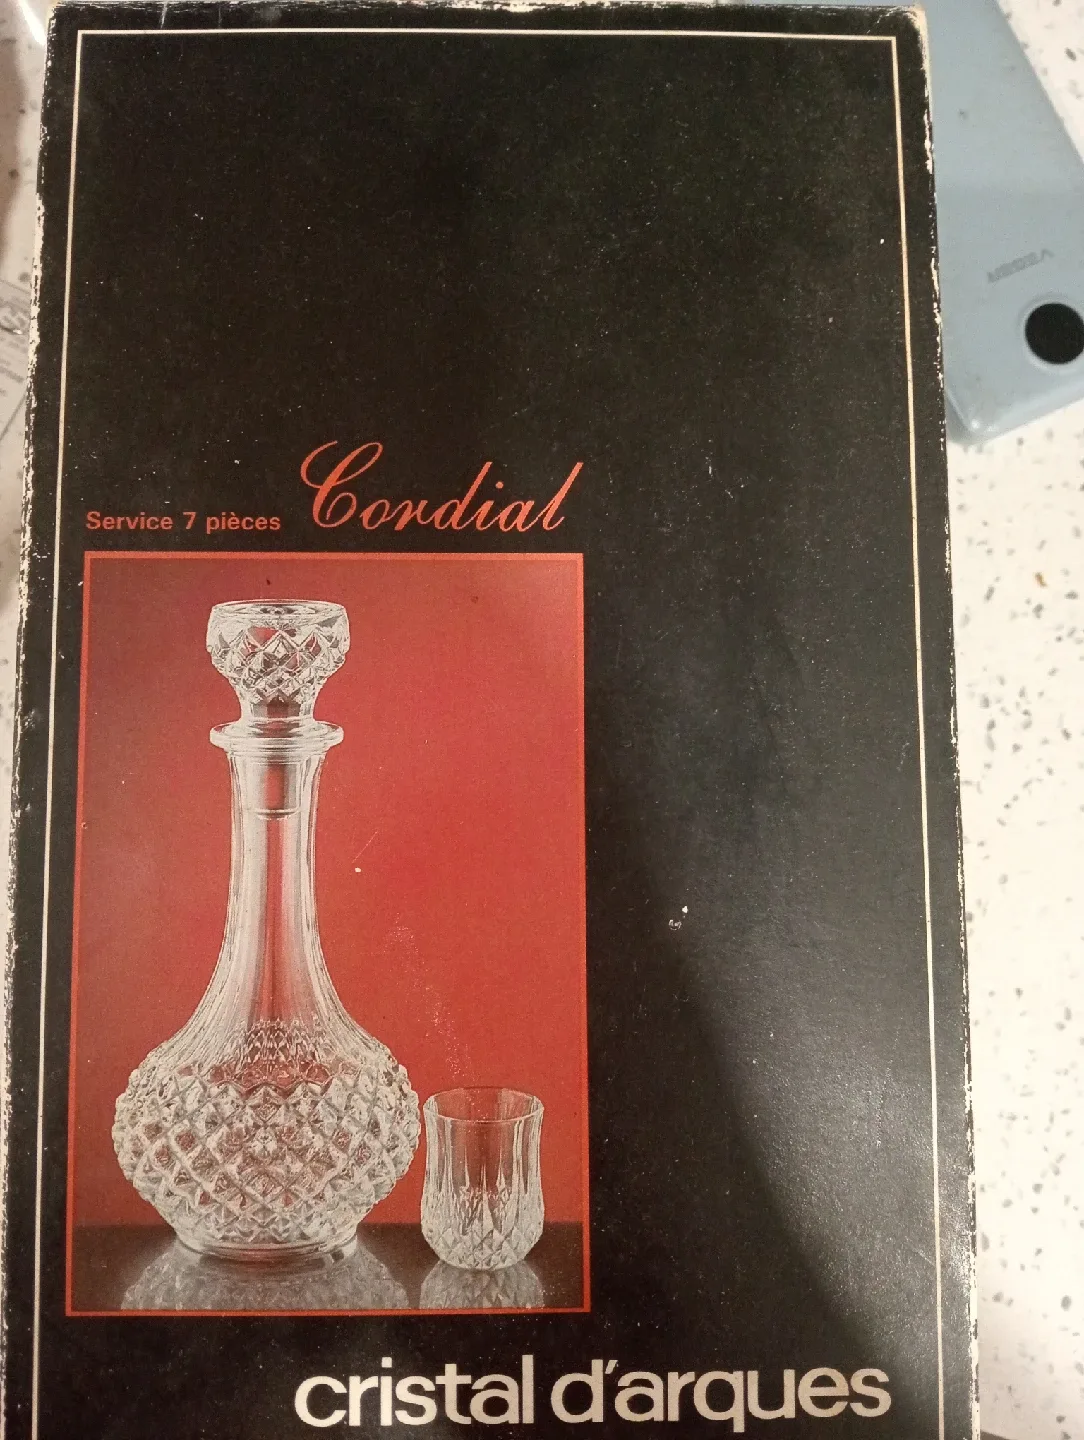 Service 7 pièces Cordial
cristal d'arques